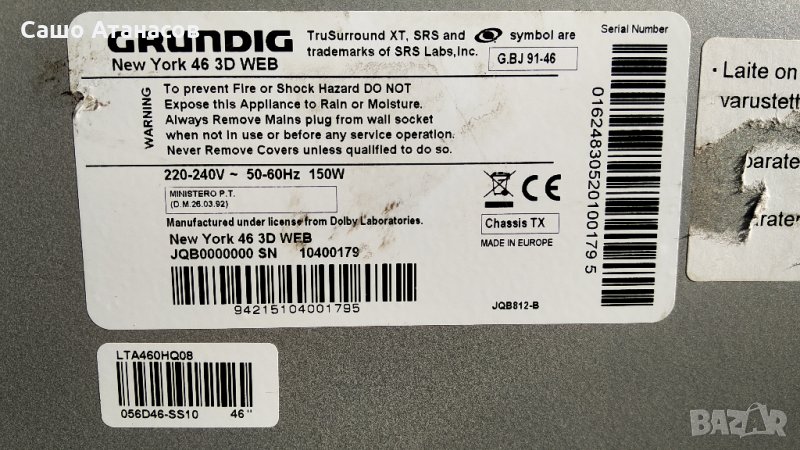 Сашо Атанасов
GRUNDIG
New York 46 3D WEB
TruSurround XT, SRS and symbol are
trademarks of SRS Labs,Inc.
G.BJ 91-46
WARNING
To prevent Fire or Shock Hazard DO NOT
Expose this Appliance to Rain or Moisture.
Always Remove Mains plug from wall socket
when not in use or before any service operation.
Never Remove Covers unless qualified to do so.
220-240V ~ 50-60Hz 150W
MINISTERO P.T.
(D.M.26.03.92)
Manufactured under license from Dolby Laboratories.
New York 46 3D WEB
JQB0000000 SN 10400179
94215104001795
CE
Chassis TX
MADE IN EUROPE
JQB812-B
Serial Number
01624830520100179 5
· Laite on
varustett
parate
rater
LTA460HQ08
056D46-SS10 46"
BAZAR